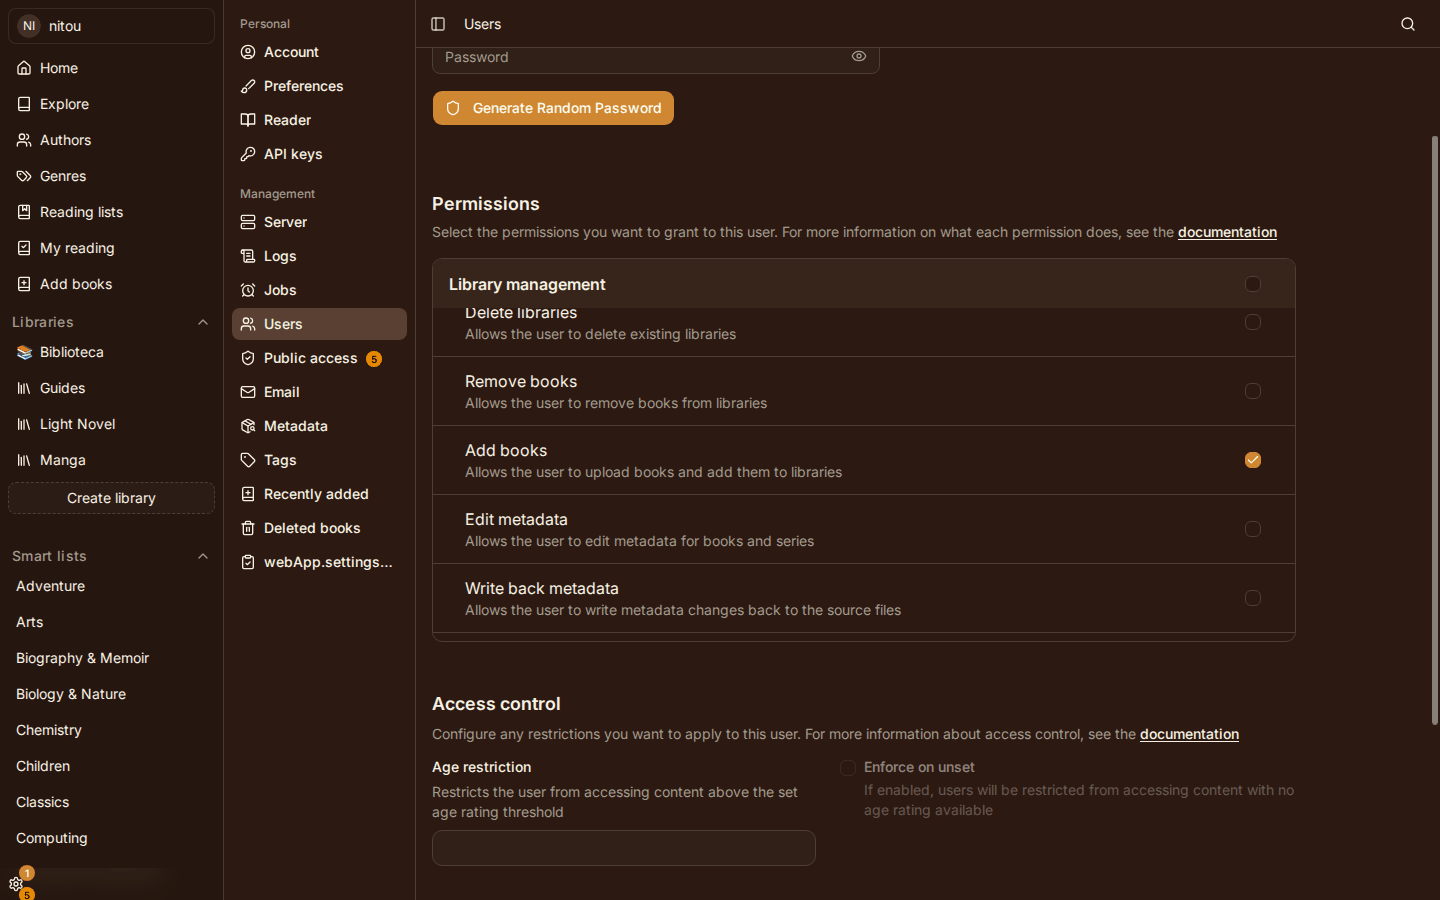 NI
nitou
Home
Explore
Authors
Genres
Reading lists
My reading
Add books
Libraries
Biblioteca
Guides
Light Novel
Manga
Create library
Smart lists
Adventure
Arts
Biography & Memoir
Biology & Nature
Chemistry
Children
Classics
Computing
1
5
Personal
Account
Preferences
Reader
API keys
Management
Server
Logs
Jobs
Users
Public access 5
Email
Metadata
Tags
Recently added
Deleted books
webApp.settings...
Users
Password
Generate Random Password
Permissions
Select the permissions you want to grant to this user. For more information on what each permission does, see the documentation
Library management
Delete libraries
Allows the user to delete existing libraries
Remove books
Allows the user to remove books from libraries
Add books
Allows the user to upload books and add them to libraries
Edit metadata
Allows the user to edit metadata for books and series
Write back metadata
Allows the user to write metadata changes back to the source files
Access control
Configure any restrictions you want to apply to this user. For more information about access control, see the documentation
Age restriction
Restricts the user from accessing content above the set
age rating threshold
Enforce on unset
If enabled, users will be restricted from accessing content with no
age rating available